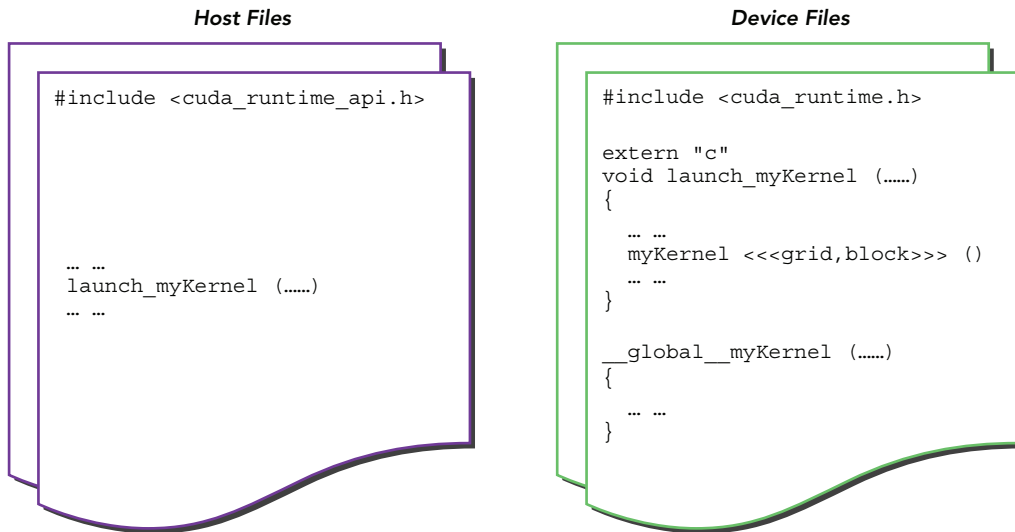 Host Files
#include <cuda_runtime_api.h>
… …
launch_myKernel (……)
… …
Device Files
#include <cuda_runtime.h>
extern "c"
void launch_myKernel (……)
{
… …
myKernel <<<grid,block>>> ()
… …
}
__global__myKernel (……)
{
… …
}